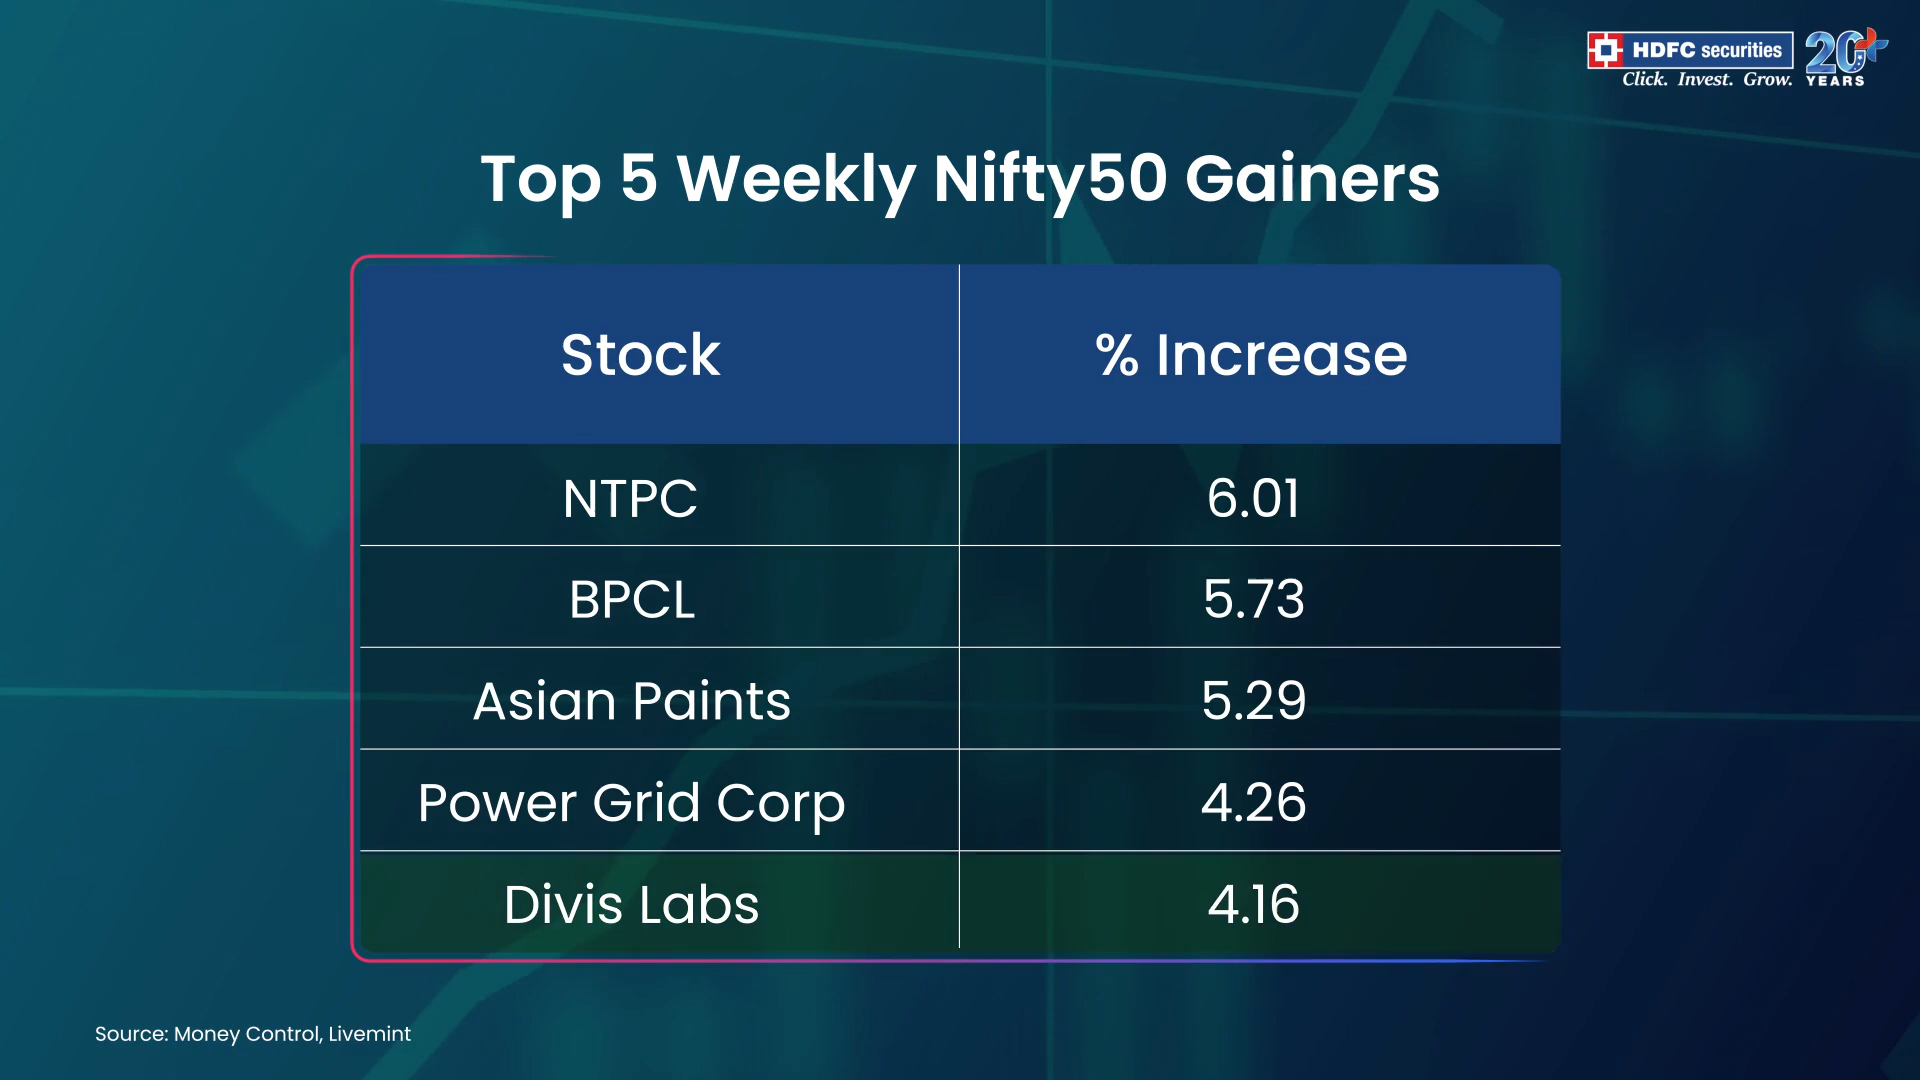 HDFC securities
Click. Invest. Grow.
20+
YEARS
Top 5 Weekly Nifty50 Gainers
Stock % Increase
NTPC 6.01
BPCL 5.73
Asian Paints 5.29
Power Grid Corp 4.26
Divis Labs 4.16
Source: Money Control, Livemint